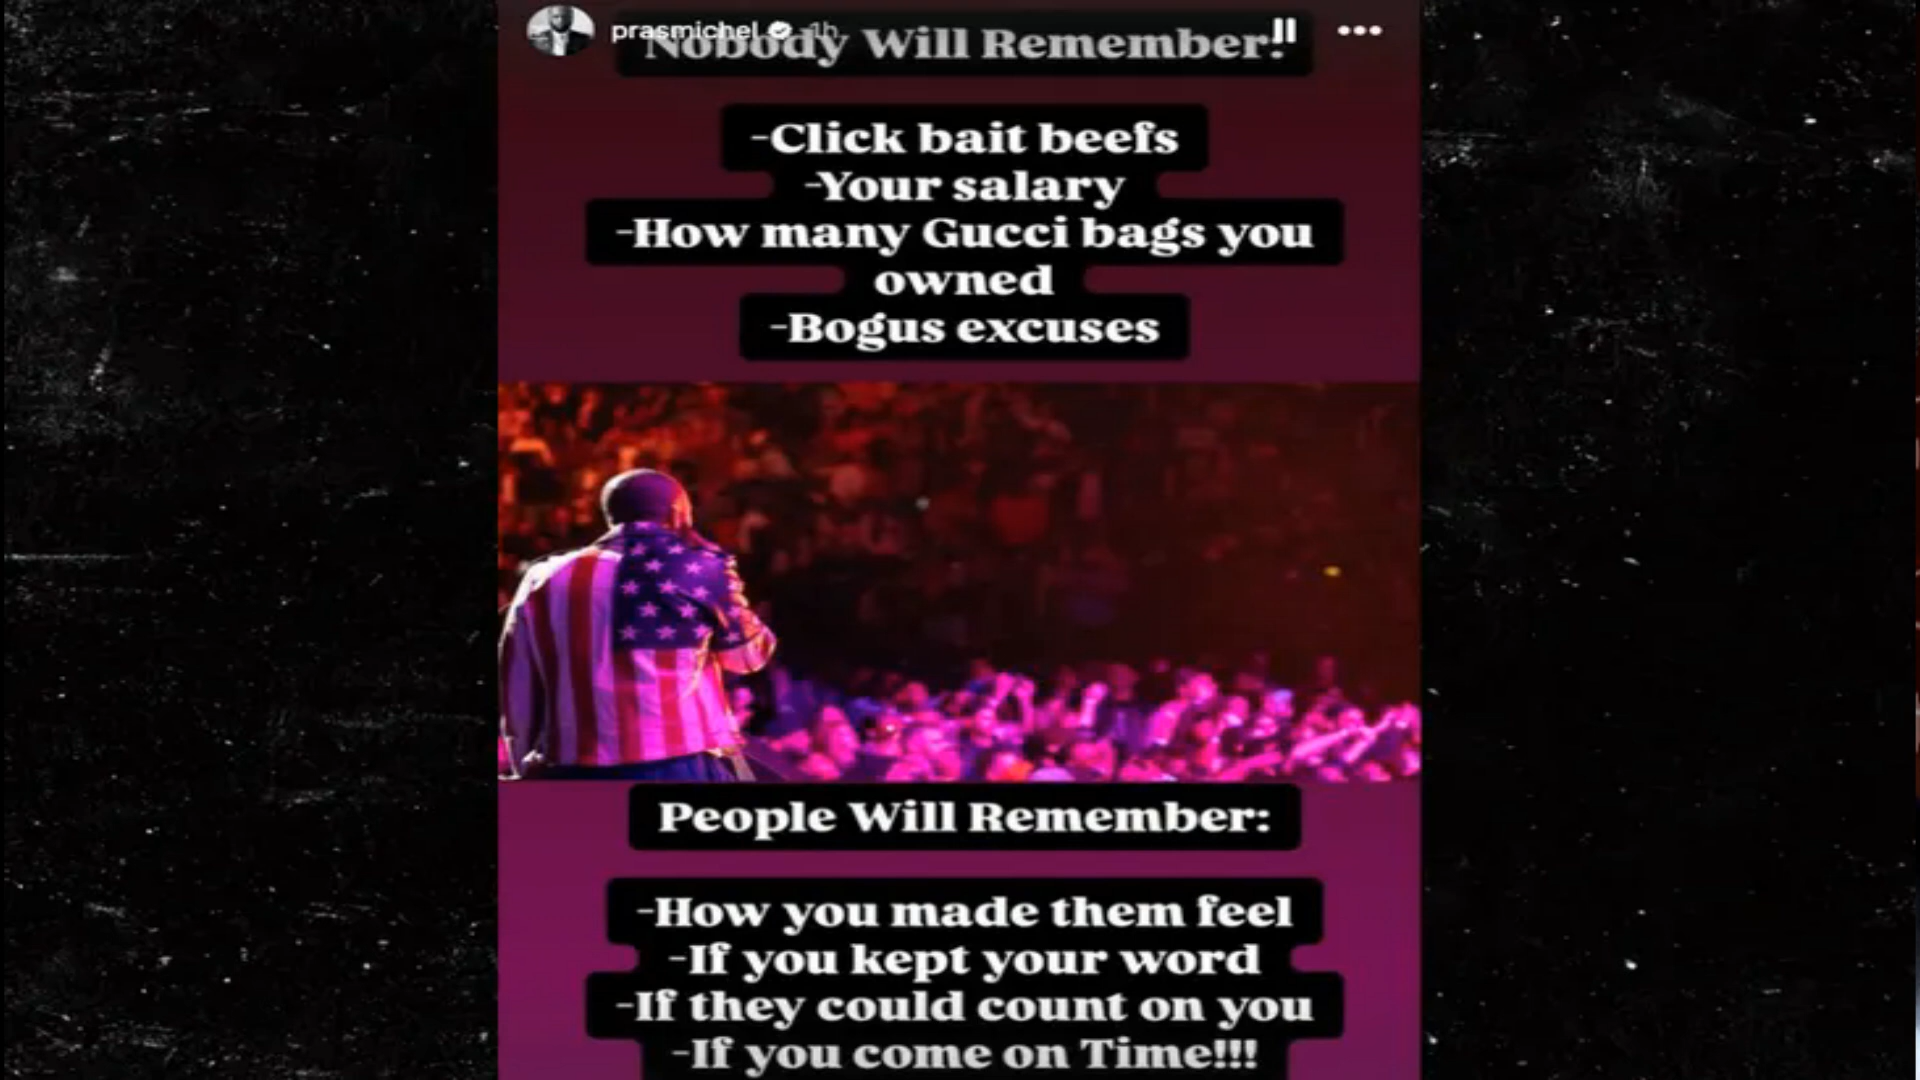 prasmichel 1h
Nobody Will Remember:
-Click bait beefs
-Your salary
-How many Gucci bags you
owned
-Bogus excuses
People Will Remember:
-How you made them feel
-If you kept your word
-If they could count on you
-If you come on Time!!!